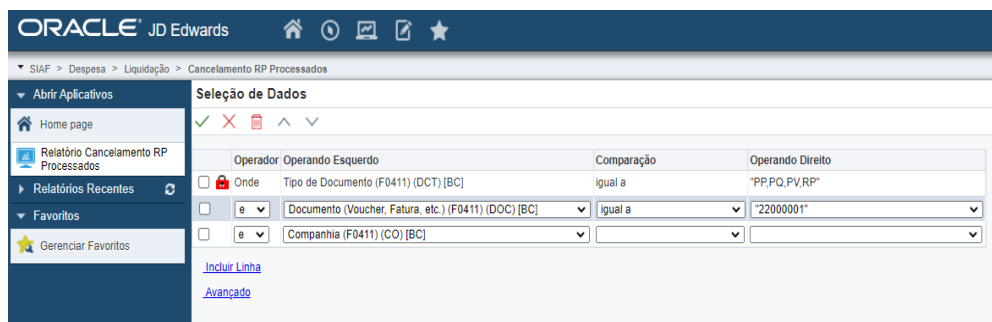 ORACLE® JD Edwards
SIAF > Despesa > Liquidação > Cancelamento RP Processados
Abrir Aplicativos
Home page
Relatório Cancelamento RP
Processados
Relatórios Recentes
Favoritos
Gerenciar Favoritos
Seleção de Dados
Operador Operando Esquerdo Comparação Operando Direito
Onde Tipo de Documento (F0411) (DCT) [BC] igual a "PP,PQ,PV,RP"
e Documento (Voucher, Fatura, etc.) (F0411) (DOC) [BC] igual a "22000001"
e Companhia (F0411) (CO) [BC]
Incluir Linha
Avançado